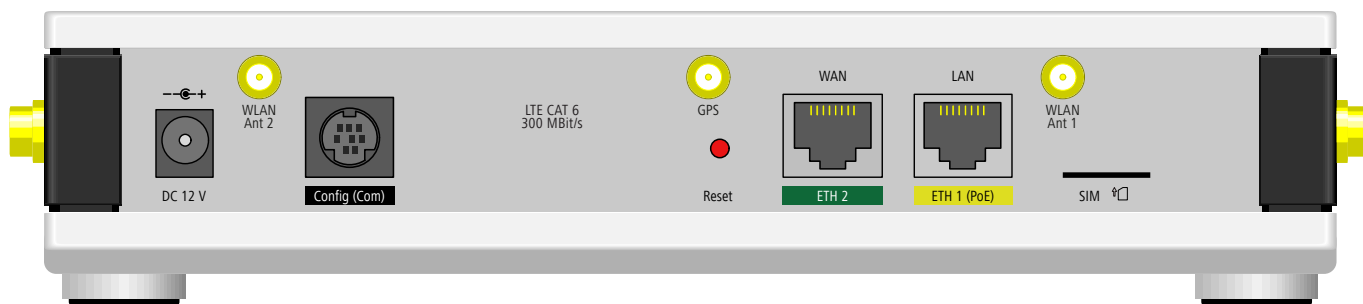 WAN
LAN
WLAN
Ant 2
LTE CAT 6
300 MBit/s
GPS
WLAN
Ant 1
DC 12 V
Config (Com)
Reset
ETH 2
ETH 1 (PoE)
SIM